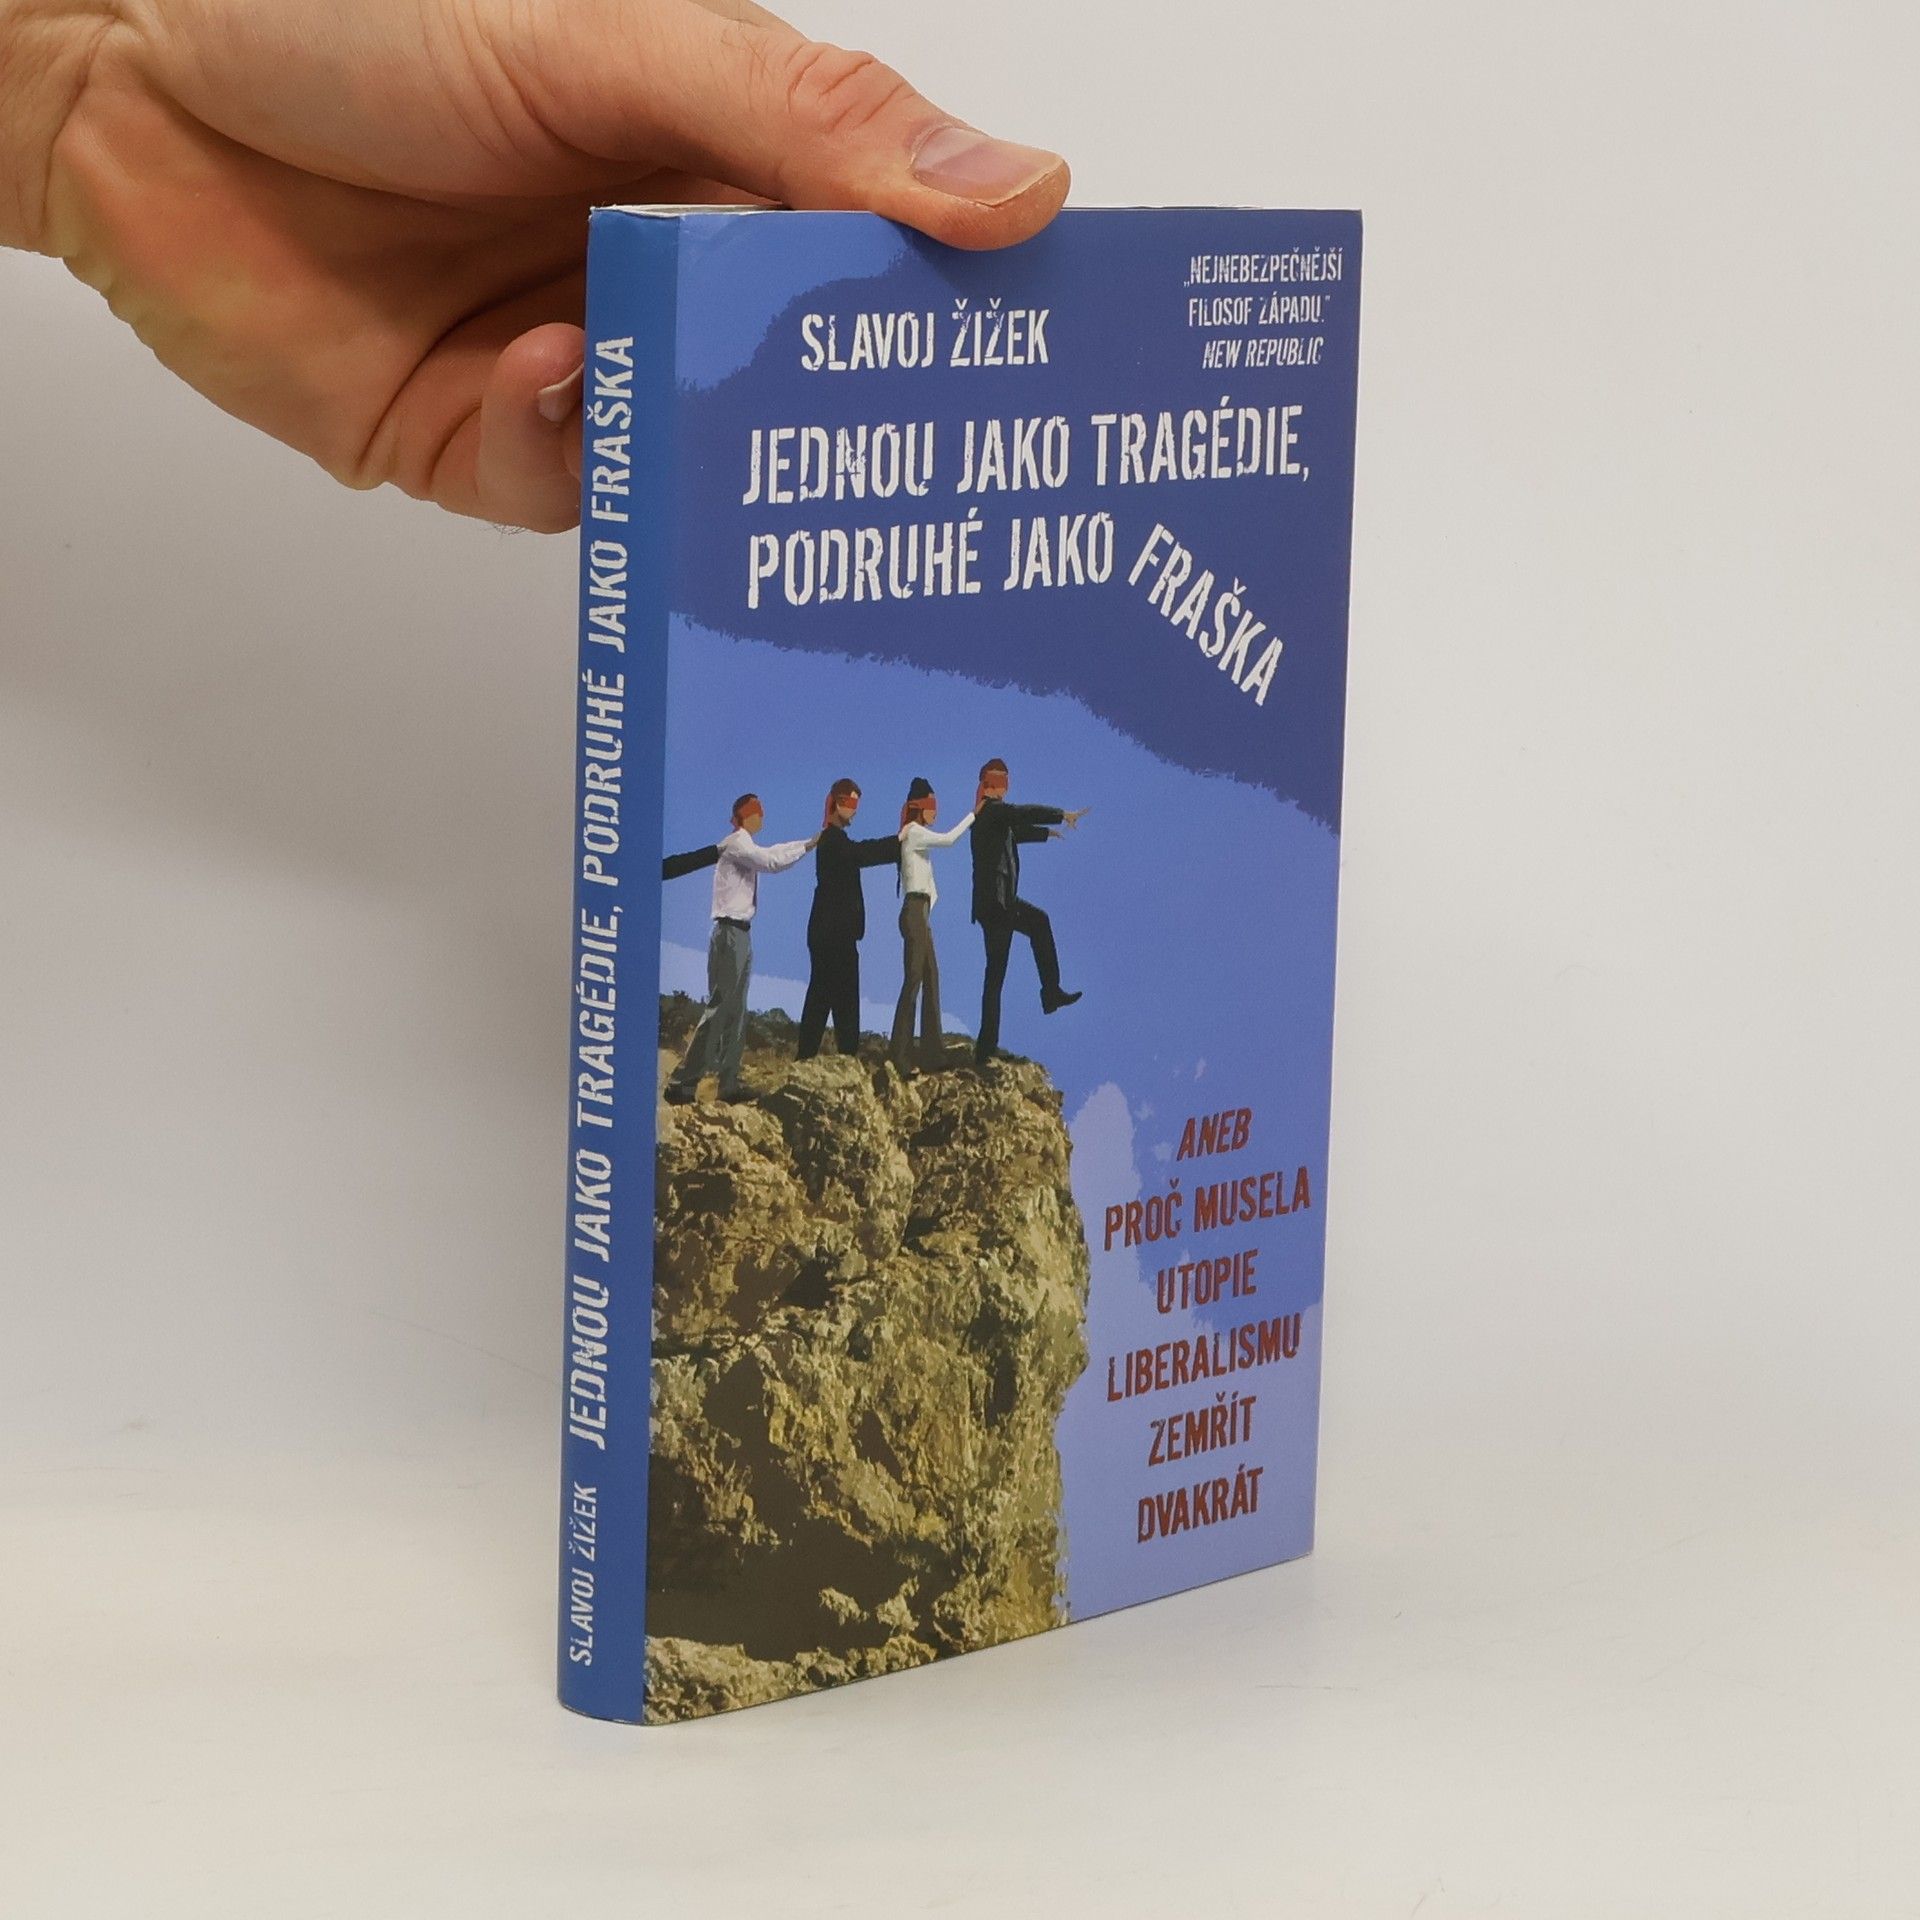 SLAVOJ ŽIŽEK JEDNOU JAKO TRAGÉDIE, PODRUHÉ JAKO FRAŠKA
SLAVOJ ŽIŽEK
„NEJNEBEZPEČNĚJŠÍ
FILOSOF ZÁPADU."
NEW REPUBLIC
JEDNOU JAKO TRAGÉDIE,
PODRUHÉ JAKO FRAŠKA
ANEB
PROČ MUSELA
UTOPIE
LIBERALISMU
ZEMŘÍT
DVAKRÁT